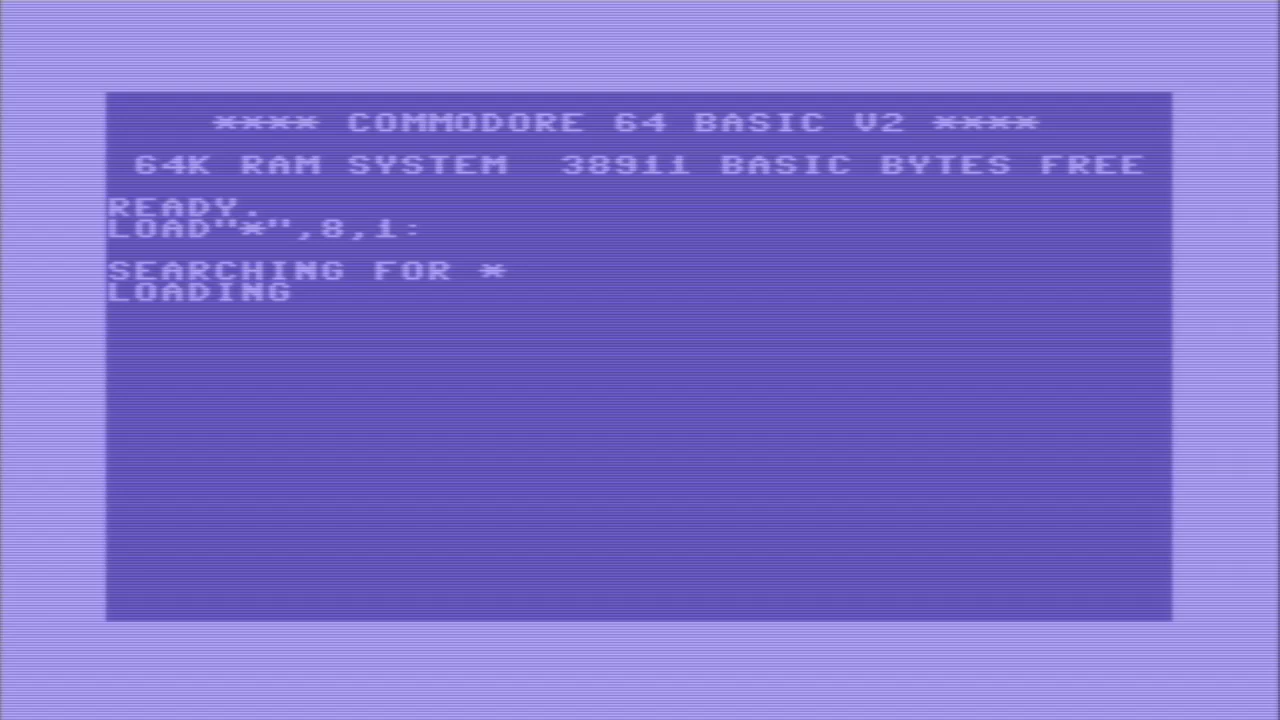 **** COMMODORE 64 BASIC V2 ****
64K RAM SYSTEM  38911 BASIC BYTES FREE
READY.
LOAD"*",8,1:
SEARCHING FOR *
LOADING